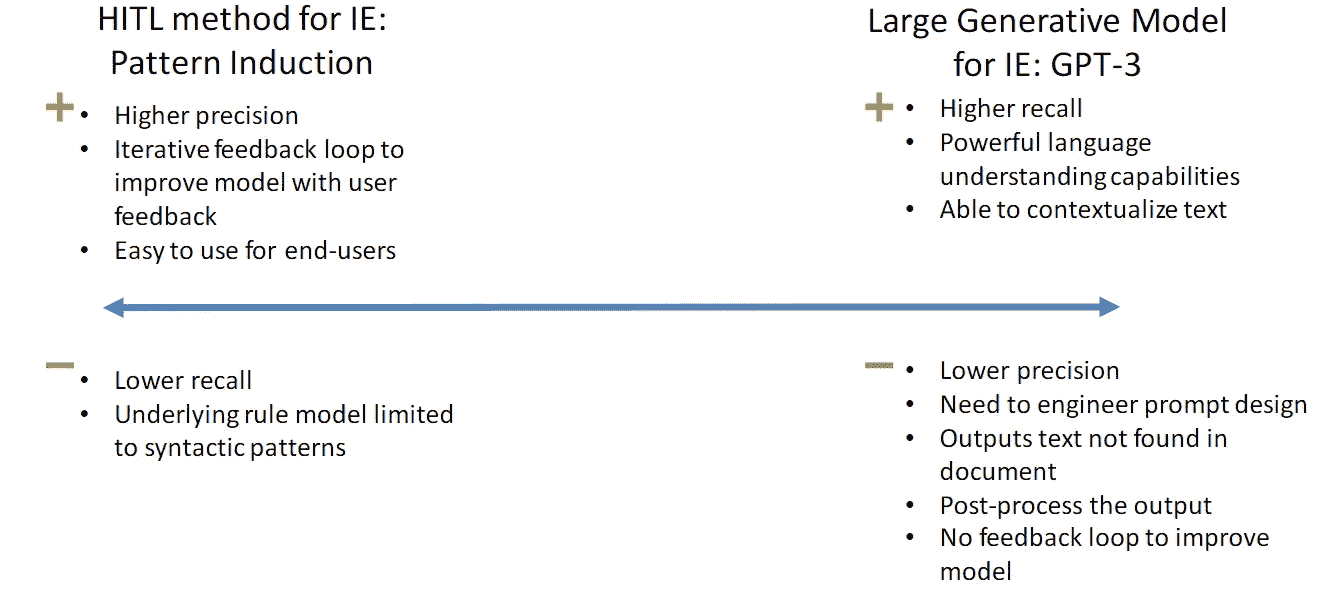 HITL method for IE:
Pattern Induction
+
• Higher precision
• Iterative feedback loop to
improve model with user
feedback
• Easy to use for end-users
−
• Lower recall
• Underlying rule model limited
to syntactic patterns
Large Generative Model
for IE: GPT-3
+
• Higher recall
• Powerful language
understanding capabilities
• Able to contextualize text
−
• Lower precision
• Need to engineer prompt design
• Outputs text not found in
document
• Post-process the output
• No feedback loop to improve
model